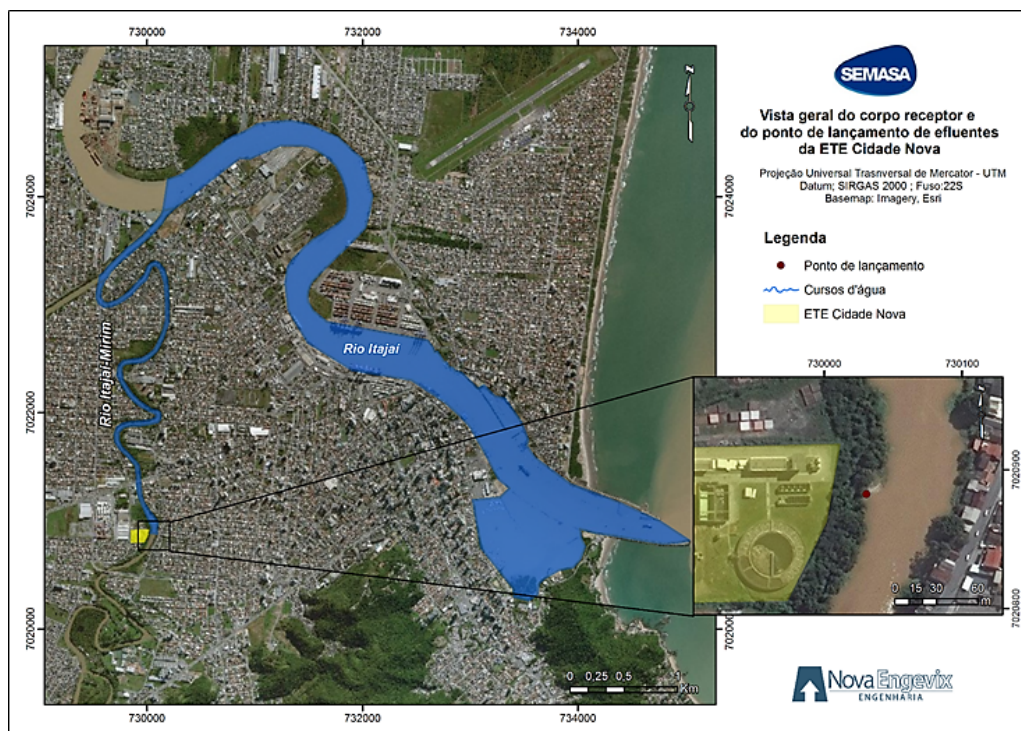 730000
732000
734000
7024000
7022000
7020000
7024000
7020000
730000
732000
734000
Rio Itajaí
Rio Itajaí-Mirim
0 0,25 0,5 1
Km
SEMASA
Vista geral do corpo receptor e
do ponto de lançamento de efluentes
da ETE Cidade Nova
Projeção Universal Trasnversal de Mercator - UTM
Datum; SIRGAS 2000 ; Fuso:22S
Basemap: Imagery, Esri
Legenda
Ponto de lançamento
Cursos d'água
ETE Cidade Nova
730000
730100
7020900
7020800
0 15 30 60
m
NovaEngevix
ENGENHARIA